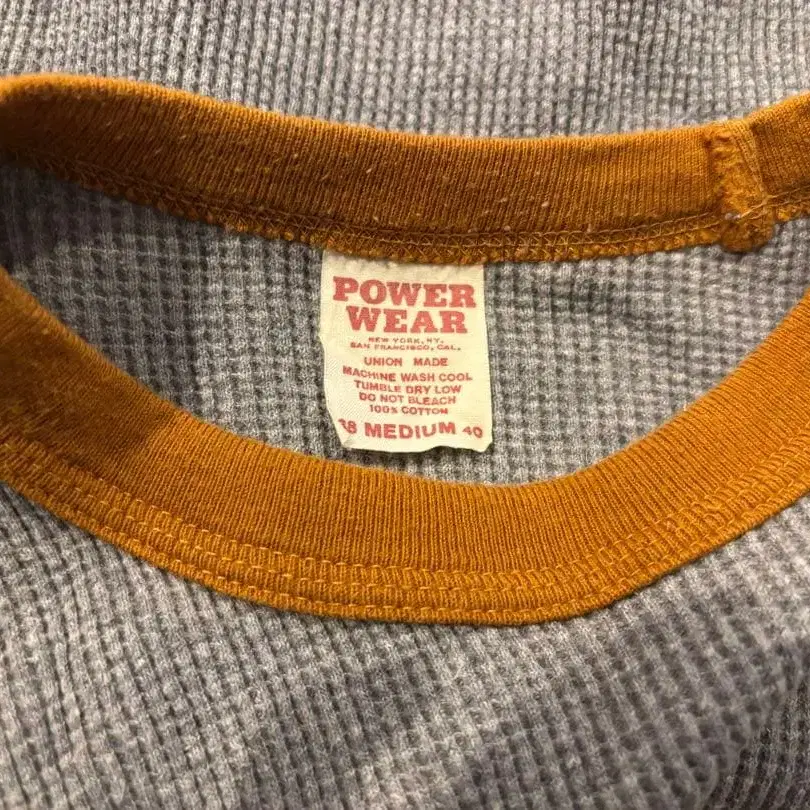 POWER
WEAR
NEW YORK, NY.
SAN FRANCISCO, CAL.
UNION MADE
MACHINE WASH COOL
TUMBLE DRY LOW
DO NOT BLEACH
100% COTTON
38 MEDIUM 40